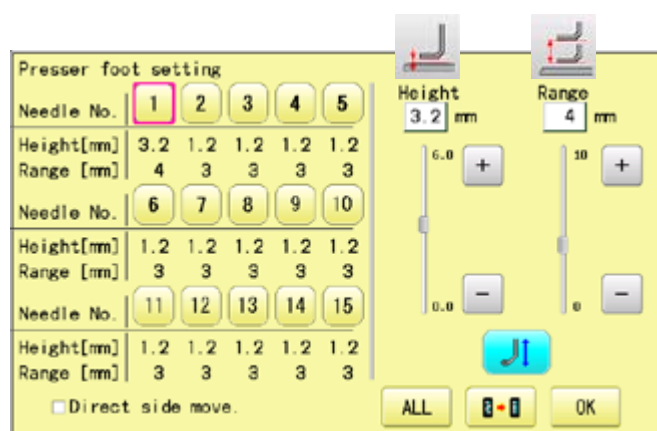 Presser foot setting
Needle No. 1 2 3 4 5
Height[mm] 3.2 1.2 1.2 1.2 1.2
Range [mm] 4 3 3 3 3
Needle No. 6 7 8 9 10
Height[mm] 1.2 1.2 1.2 1.2 1.2
Range [mm] 3 3 3 3 3
Needle No. 11 12 13 14 15
Height[mm] 1.2 1.2 1.2 1.2 1.2
Range [mm] 3 3 3 3 3
Direct side move.
Height Range
3.2 mm 4 mm
6.0 + 10 +
0.0 − 0 −
ALL OK